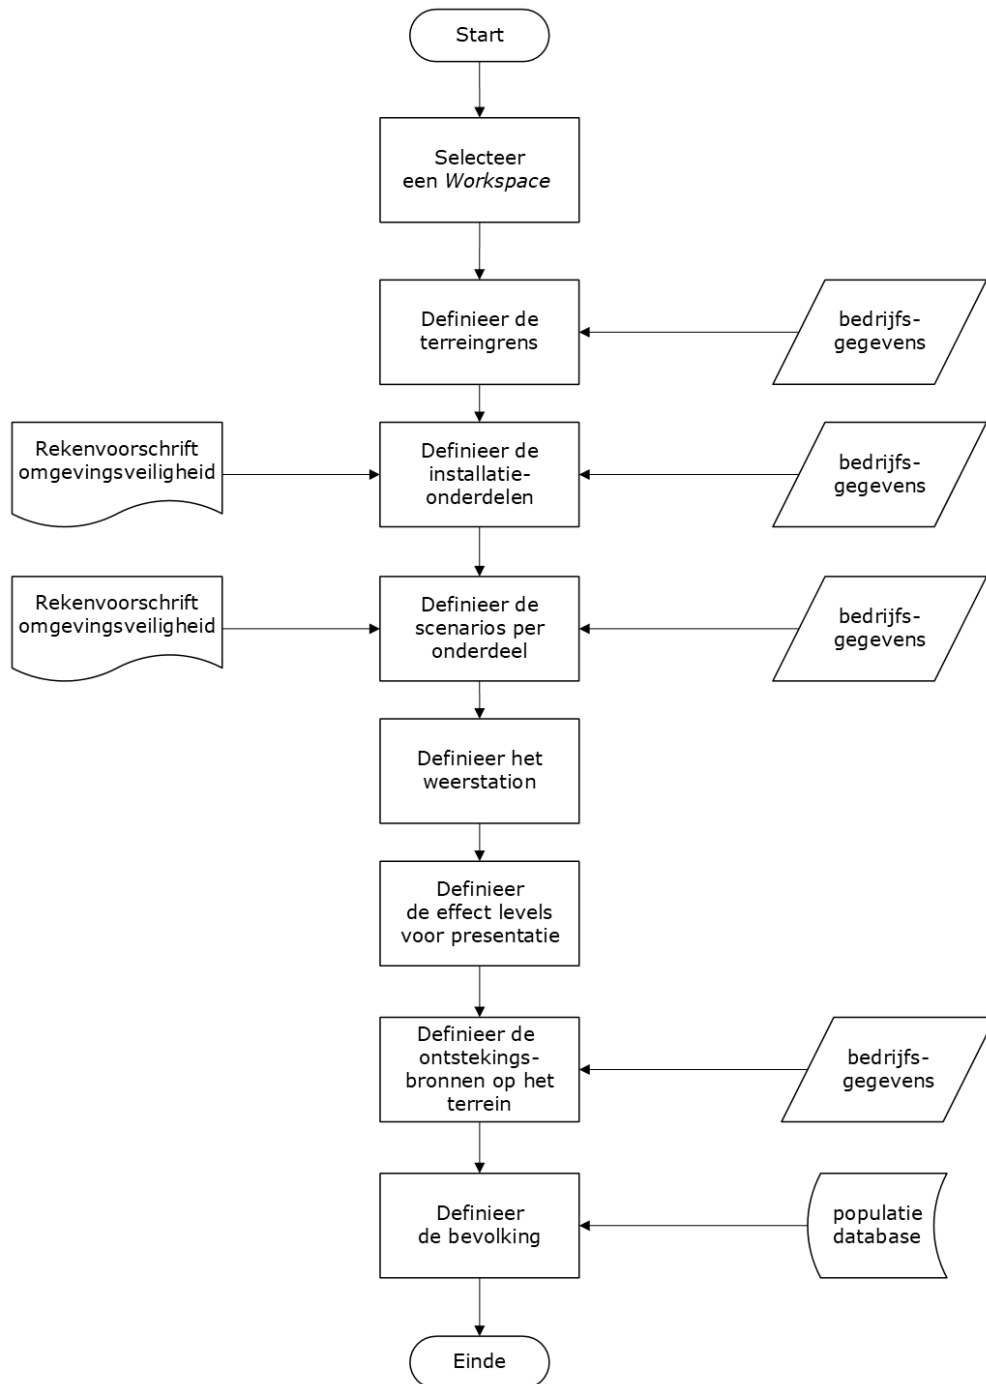 Start
Selecteer
een Workspace
Definieer de
terreingrens
bedrijfs-
gegevens
Rekenvoorschrift
omgevingsveiligheid
Definieer de
installatie-
onderdelen
bedrijfs-
gegevens
Rekenvoorschrift
omgevingsveiligheid
Definieer de
scenarios per
onderdeel
bedrijfs-
gegevens
Definieer het
weerstation
Definieer
de effect levels
voor presentatie
Definieer de
ontstekings-
bronnen op het
terrein
bedrijfs-
gegevens
Definieer
de bevolking
populatie
database
Einde